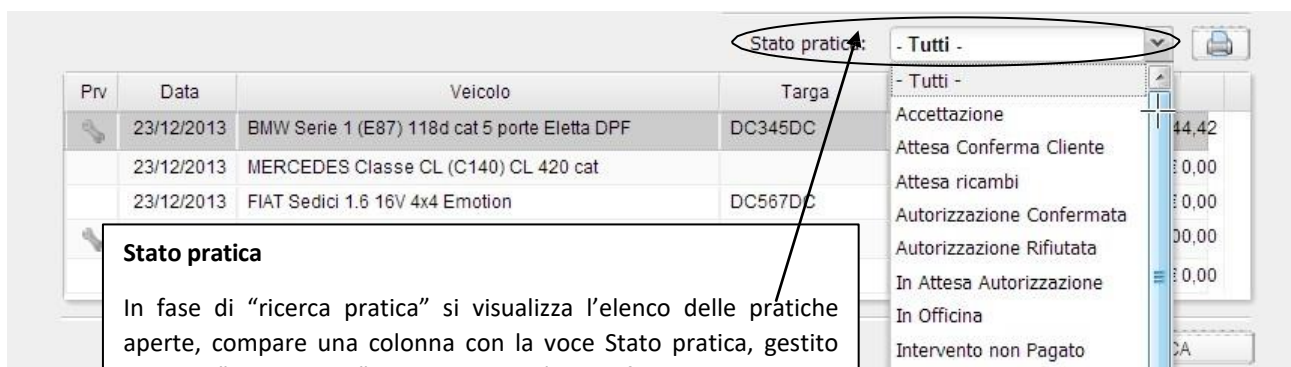 Stato pratica: - Tutti -
- Tutti -
Accettazione
Attesa Conferma Cliente
Attesa ricambi
Autorizzazione Confermata
Autorizzazione Rifiutata
In Attesa Autorizzazione
In Officina
Intervento non Pagato
Prv Data Veicolo Targa
23/12/2013 BMW Serie 1 (E87) 118d cat 5 porte Eletta DPF DC345DC 44,42
23/12/2013 MERCEDES Classe CL (C140) CL 420 cat € 0,00
23/12/2013 FIAT Sedici 1.6 16V 4x4 Emotion DC567DC € 0,00
00,00
€ 0,00
CA
Stato pratica
In fase di “ricerca pratica” si visualizza l’elenco delle pratiche
aperte, compare una colonna con la voce Stato pratica, gestito